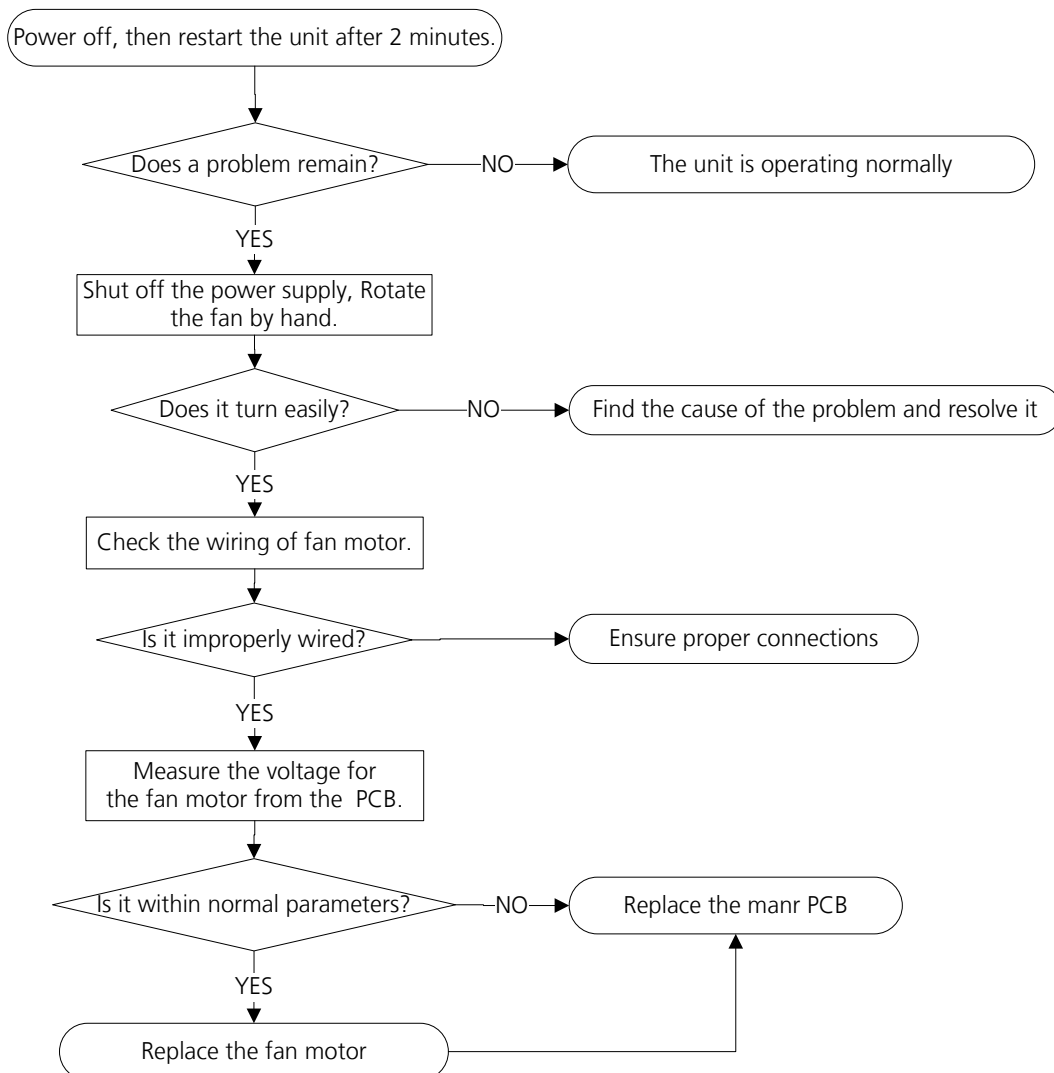 Power off, then restart the unit after 2 minutes.
Does a problem remain?
NO
The unit is operating normally
YES
Shut off the power supply, Rotate
the fan by hand.
Does it turn easily?
NO
Find the cause of the problem and resolve it
YES
Check the wiring of fan motor.
Is it improperly wired?
Ensure proper connections
YES
Measure the voltage for
the fan motor from the PCB.
Is it within normal parameters?
NO
Replace the manr PCB
YES
Replace the fan motor